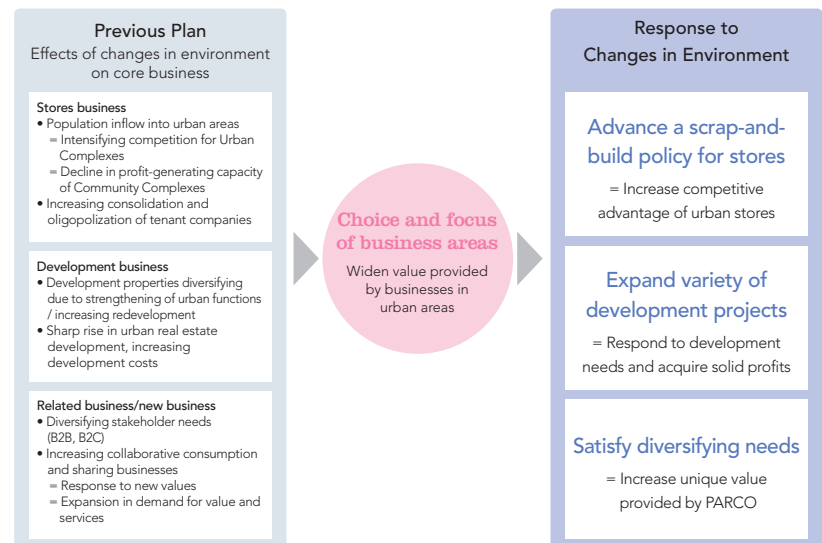 Previous Plan
Effects of changes in environment
on core business
Stores business
• Population inflow into urban areas
= Intensifying competition for Urban
Complexes
= Decline in profit-generating capacity
of Community Complexes
• Increasing consolidation and
oligopolization of tenant companies
Development business
• Development properties diversifying
due to strengthening of urban functions
/ increasing redevelopment
• Sharp rise in urban real estate
development, increasing
development costs
Related business/new business
• Diversifying stakeholder needs
(B2B, B2C)
• Increasing collaborative consumption
and sharing businesses
= Response to new values
= Expansion in demand for value and
services
Choice and focus
of business areas
Widen value provided
by businesses in
urban areas
Response to
Changes in Environment
Advance a scrap-and-
build policy for stores
= Increase competitive
advantage of urban stores
Expand variety of
development projects
= Respond to development
needs and acquire solid profits
Satisfy diversifying needs
= Increase unique value
provided by PARCO